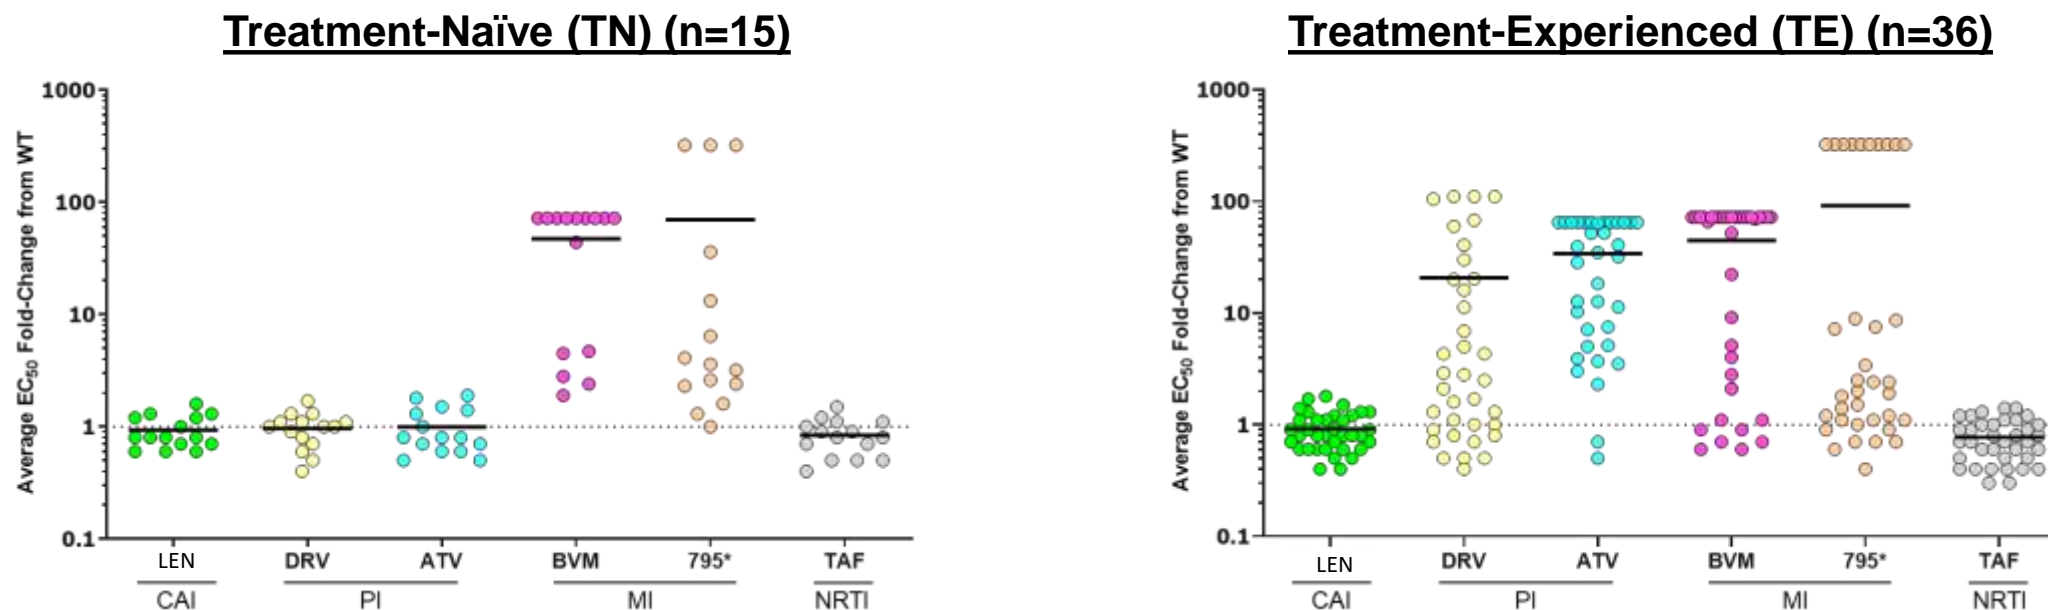 Treatment-Naïve (TN) (n=15)
Average EC50 Fold-Change from WT
1000
100
10
1
0.1
LEN DRV ATV BVM 795* TAF
CAI PI MI NRTI
Treatment-Experienced (TE) (n=36)
Average EC50 Fold-Change from WT
1000
100
10
1
0.1
LEN DRV ATV BVM 795* TAF
CAI PI MI NRTI